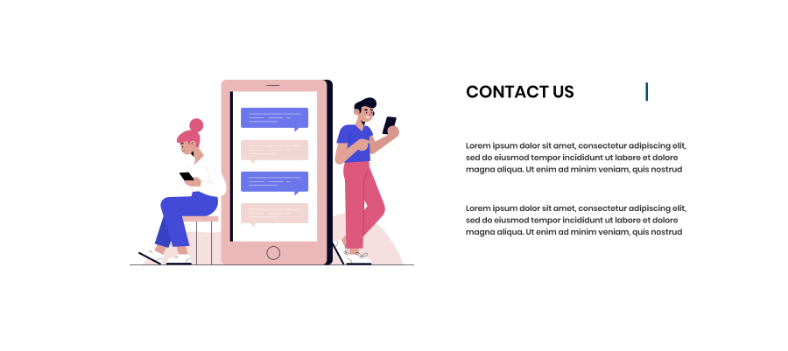 CONTACT US
Lorem ipsum dolor sit amet, consectetur adipiscing elit,
sed do eiusmod tempor incididunt ut labore et dolore
magna aliqua. Ut enim ad minim veniam, quis nostrud
Lorem ipsum dolor sit amet, consectetur adipiscing elit,
sed do eiusmod tempor incididunt ut labore et dolore
magna aliqua. Ut enim ad minim veniam, quis nostrud